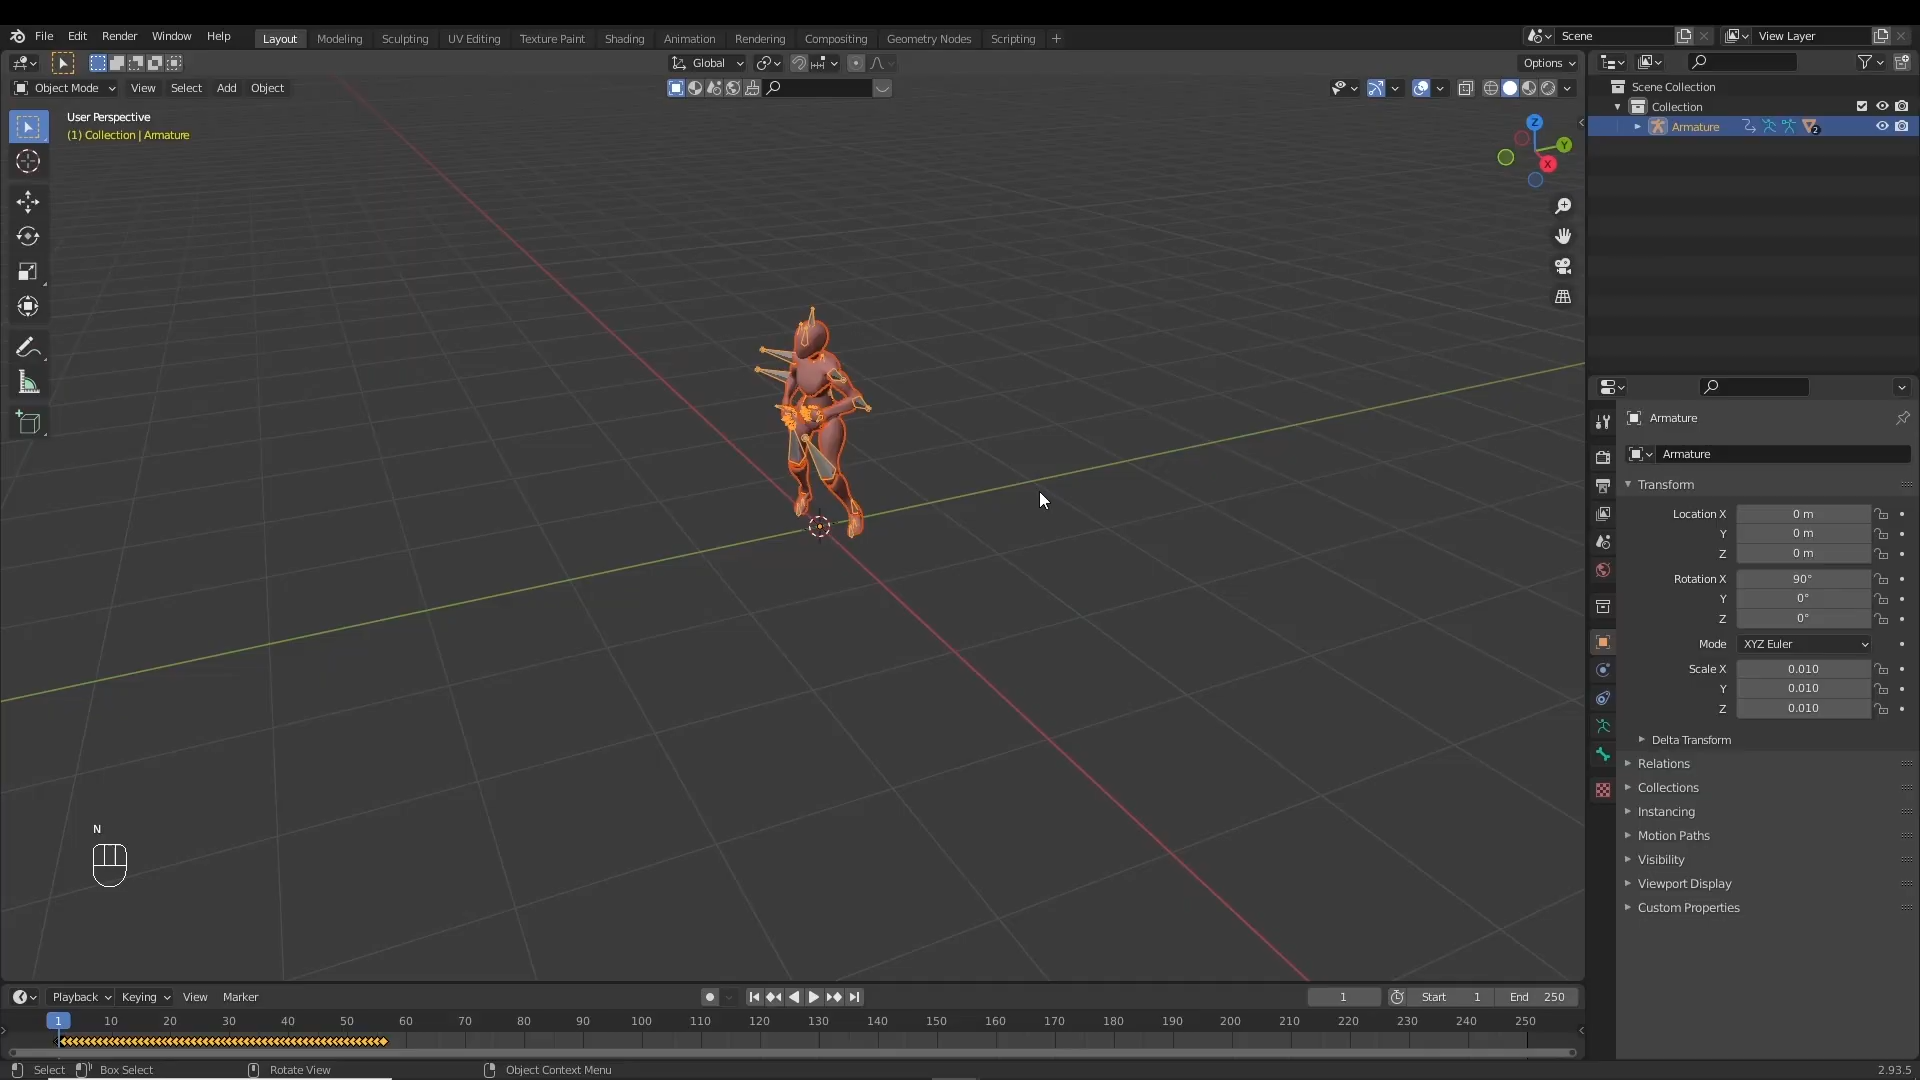 File Edit Render Window Help Layout Modeling Sculpting UV Editing Texture Paint Shading Animation Rendering Compositing Geometry Nodes Scripting + Scene View Layer
Global Options
Object Mode View Select Add Object
User Perspective
(1) Collection | Armature
Z
Y
X
Scene Collection
Collection
Armature 2
Armature
Armature
Transform
Location X 0 m
Y 0 m
Z 0 m
Rotation X 90°
Y 0°
Z 0°
Mode XYZ Euler
Scale X 0.010
Y 0.010
Z 0.010
Delta Transform
Relations
Collections
Instancing
Motion Paths
Visibility
Viewport Display
Custom Properties
N
Playback Keying View Marker 1 Start 1 End 250
1 10 20 30 40 50 60 70 80 90 100 110 120 130 140 150 160 170 180 190 200 210 220 230 240 250
Select Box Select Rotate View Object Context Menu 2.93.5